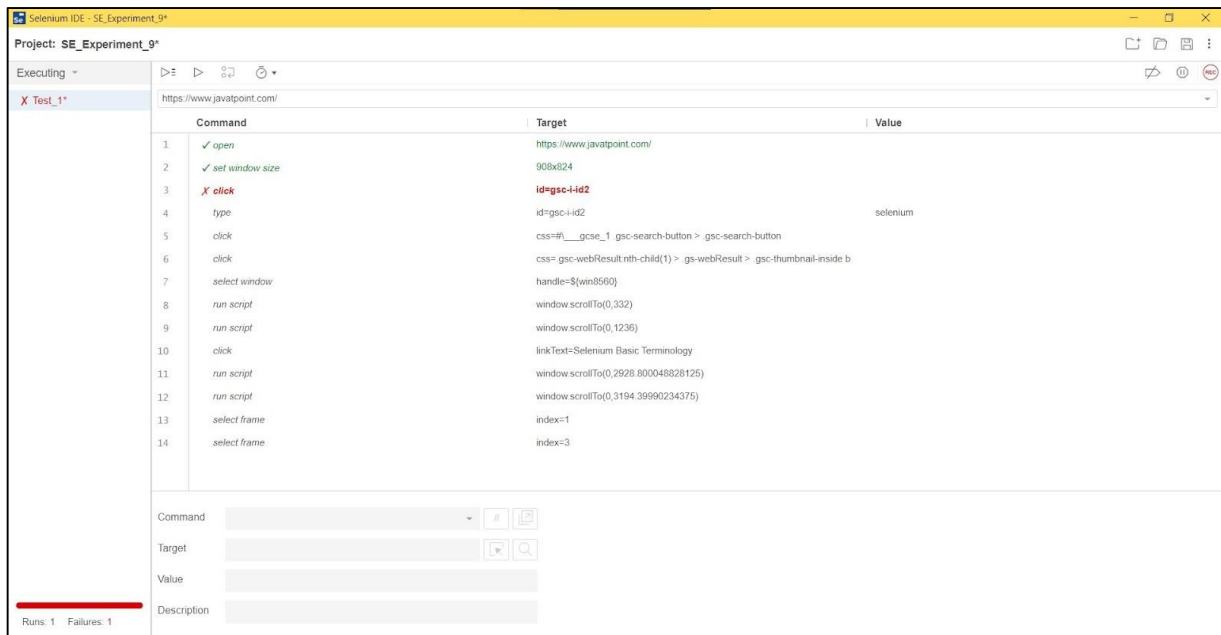 Selenium IDE - SE_Experiment_9*
Project: SE_Experiment_9*
Executing
REC
X Test_1*
https://www.javatpoint.com/
Command Target Value
1 ✓ open https://www.javatpoint.com/
2 ✓ set window size 908x824
3 X click id=gsc-i-id2
4 type id=gsc-i-id2 selenium
5 click css=#\___gcse_1 .gsc-search-button > .gsc-search-button
6 click css=.gsc-webResult:nth-child(1) > .gs-webResult > .gsc-thumbnail-inside b
7 select window handle=${win8560}
8 run script window.scrollTo(0,332)
9 run script window.scrollTo(0,1236)
10 click linkText=Selenium Basic Terminology
11 run script window.scrollTo(0,2928.800048828125)
12 run script window.scrollTo(0,3194.39990234375)
13 select frame index=1
14 select frame index=3
Command //
Target
Value
Description
Runs: 1 Failures: 1